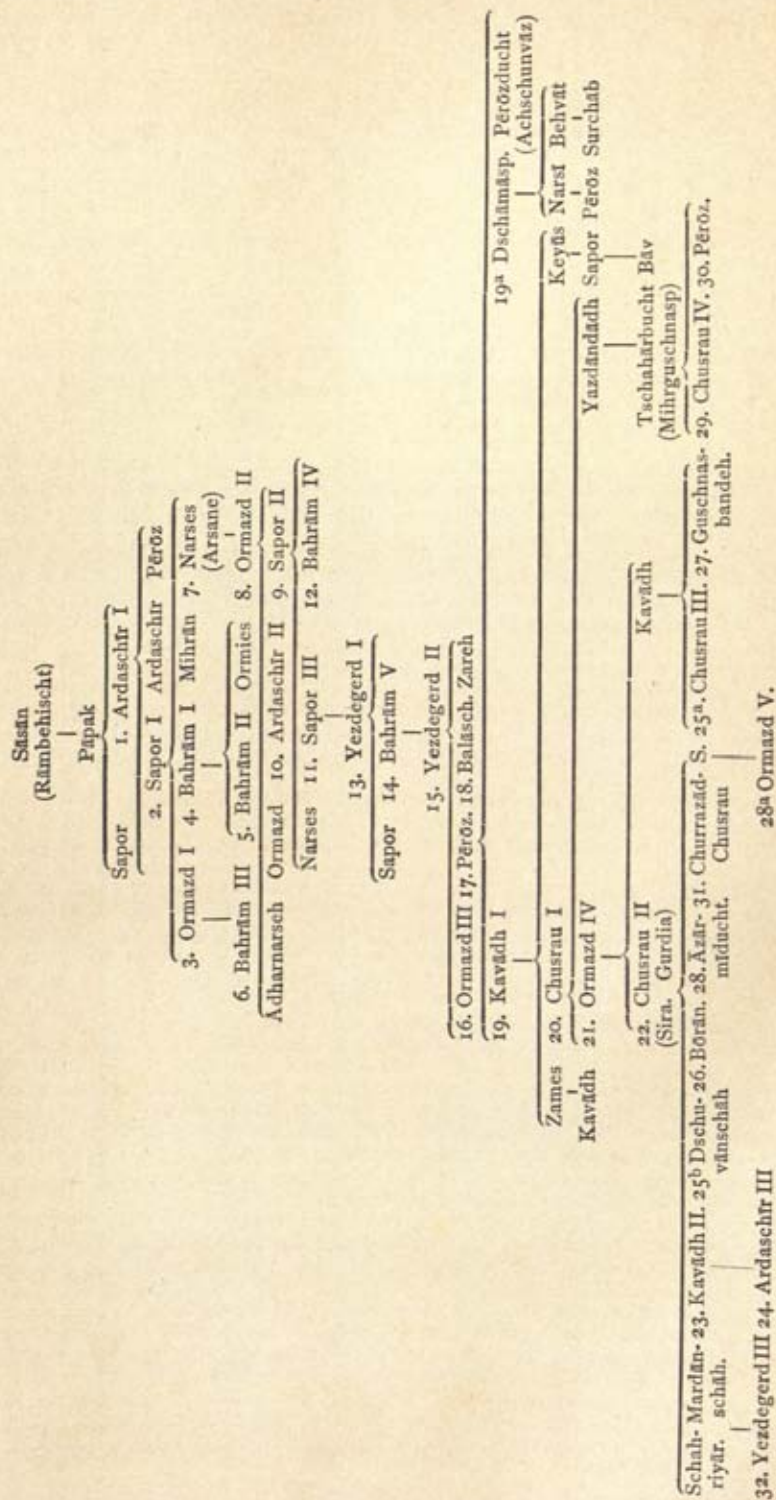 Sāsān
(Rāmbehischt)
Pāpak
Sapor 1. Ardaschīr I
2. Sapor I Ardaschīr Pērōz
3. Ormazd I 4. Bahrām I Mihrān 7. Narses
(Arsane)
6. Bahrām III 5. Bahrām II Ormies 8. Ormazd II
Ādharnarsch Ormazd 10. Ardaschīr II 9. Sapor II
Narses 11. Sapor III 12. Bahrām IV
13. Yezdegerd I
Sapor 14. Bahrām V
15. Yezdegerd II
16. Ormazd III 17. Pērōz. 18. Balāsch. Zareh
19. Kavādh I 19ᵃ Dschāmāsp. Pērōzducht
(Achschunvāz)
Zames 20. Chusrau I Keyūs Narsī Behvāt
Kavādh 21. Ormazd IV Yazdāndādh Sapor Pērōz Surchāb
22. Chusrau II Kavādh Tschahārbucht Bāv
(Sira. Gurdia) (Mihrguschnasp)
Schah- Mardān- 23. Kavādh II. 25ᵇ Dschu- 26. Bōrān. 28. Āzār- 31. Churrazād- S. 25ᵃ. Chusrau III. 27. Guschnas- 29. Chusrau IV. 30. Pērōz.
riyār. schāh. vānschāh mīducht. Chusrau bandeh.
32. Yezdegerd III 24. Ardaschīr III 28ᵃ Ormazd V.